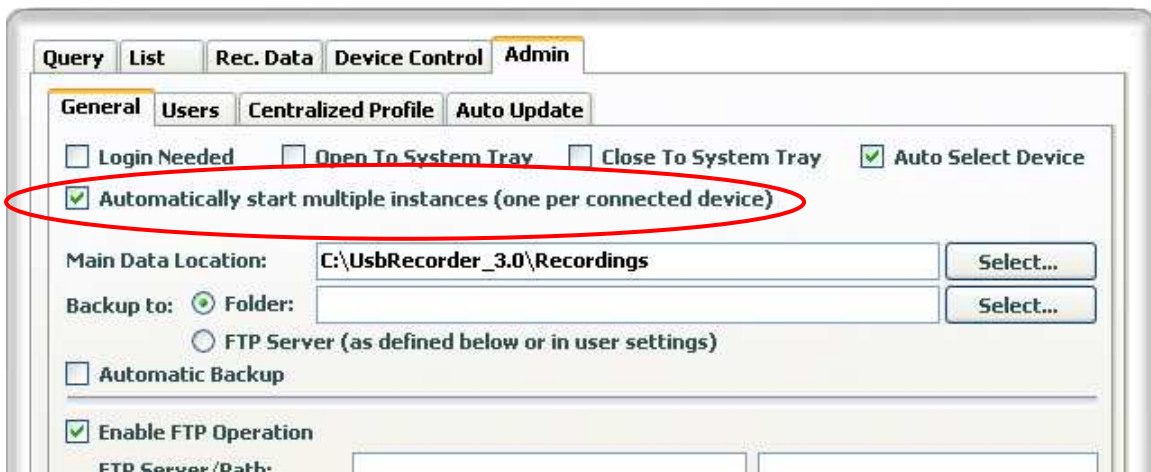 Query List Rec. Data Device Control Admin
General Users Centralized Profile Auto Update
Login Needed Open To System Tray Close To System Tray Auto Select Device
Automatically start multiple instances (one per connected device)
Main Data Location: C:\UsbRecorder_3.0\Recordings Select...
Backup to: Folder: Select...
FTP Server (as defined below or in user settings)
Automatic Backup
Enable FTP Operation
FTP Server/Path: